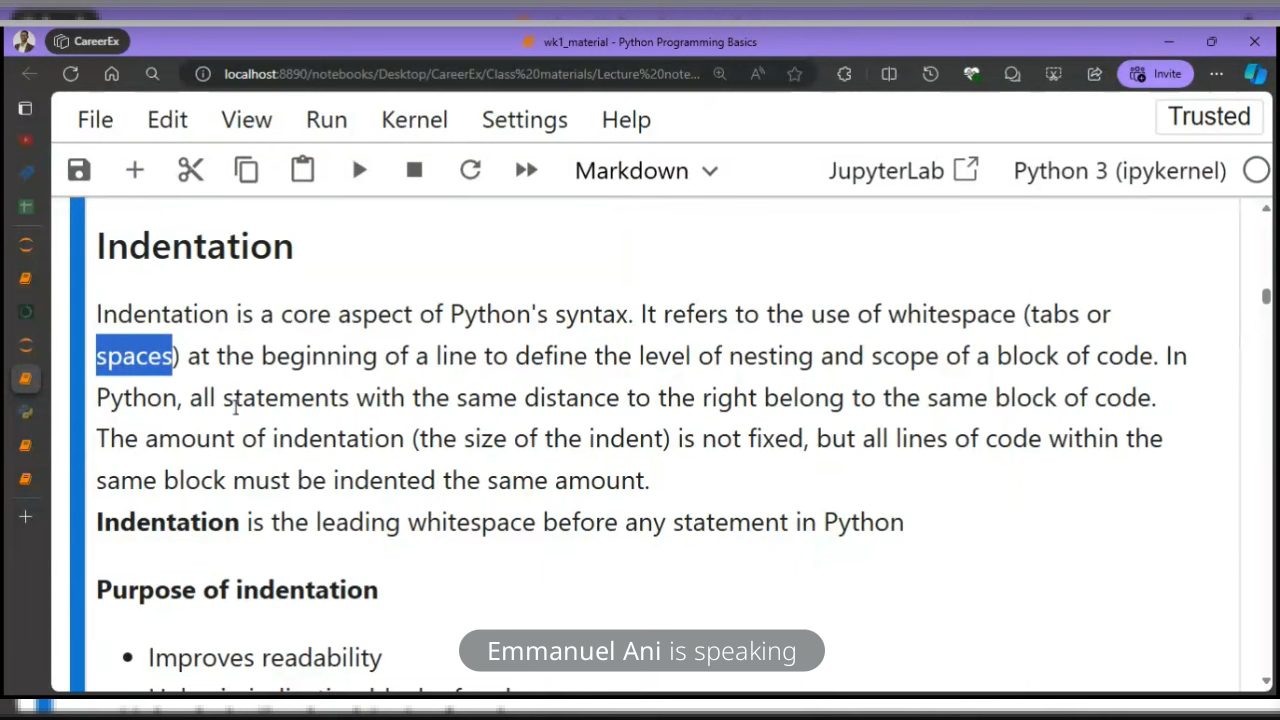 CareerEx
wk1_material - Python Programming Basics
localhost:8890/notebooks/Desktop/CareerEx/Class%20materials/Lecture%20note...
Invite
File Edit View Run Kernel Settings Help Trusted
Markdown JupyterLab Python 3 (ipykernel)
Indentation
Indentation is a core aspect of Python's syntax. It refers to the use of whitespace (tabs or
spaces) at the beginning of a line to define the level of nesting and scope of a block of code. In
Python, all statements with the same distance to the right belong to the same block of code.
The amount of indentation (the size of the indent) is not fixed, but all lines of code within the
same block must be indented the same amount.
Indentation is the leading whitespace before any statement in Python
Purpose of indentation
• Improves readability
Emmanuel Ani is speaking